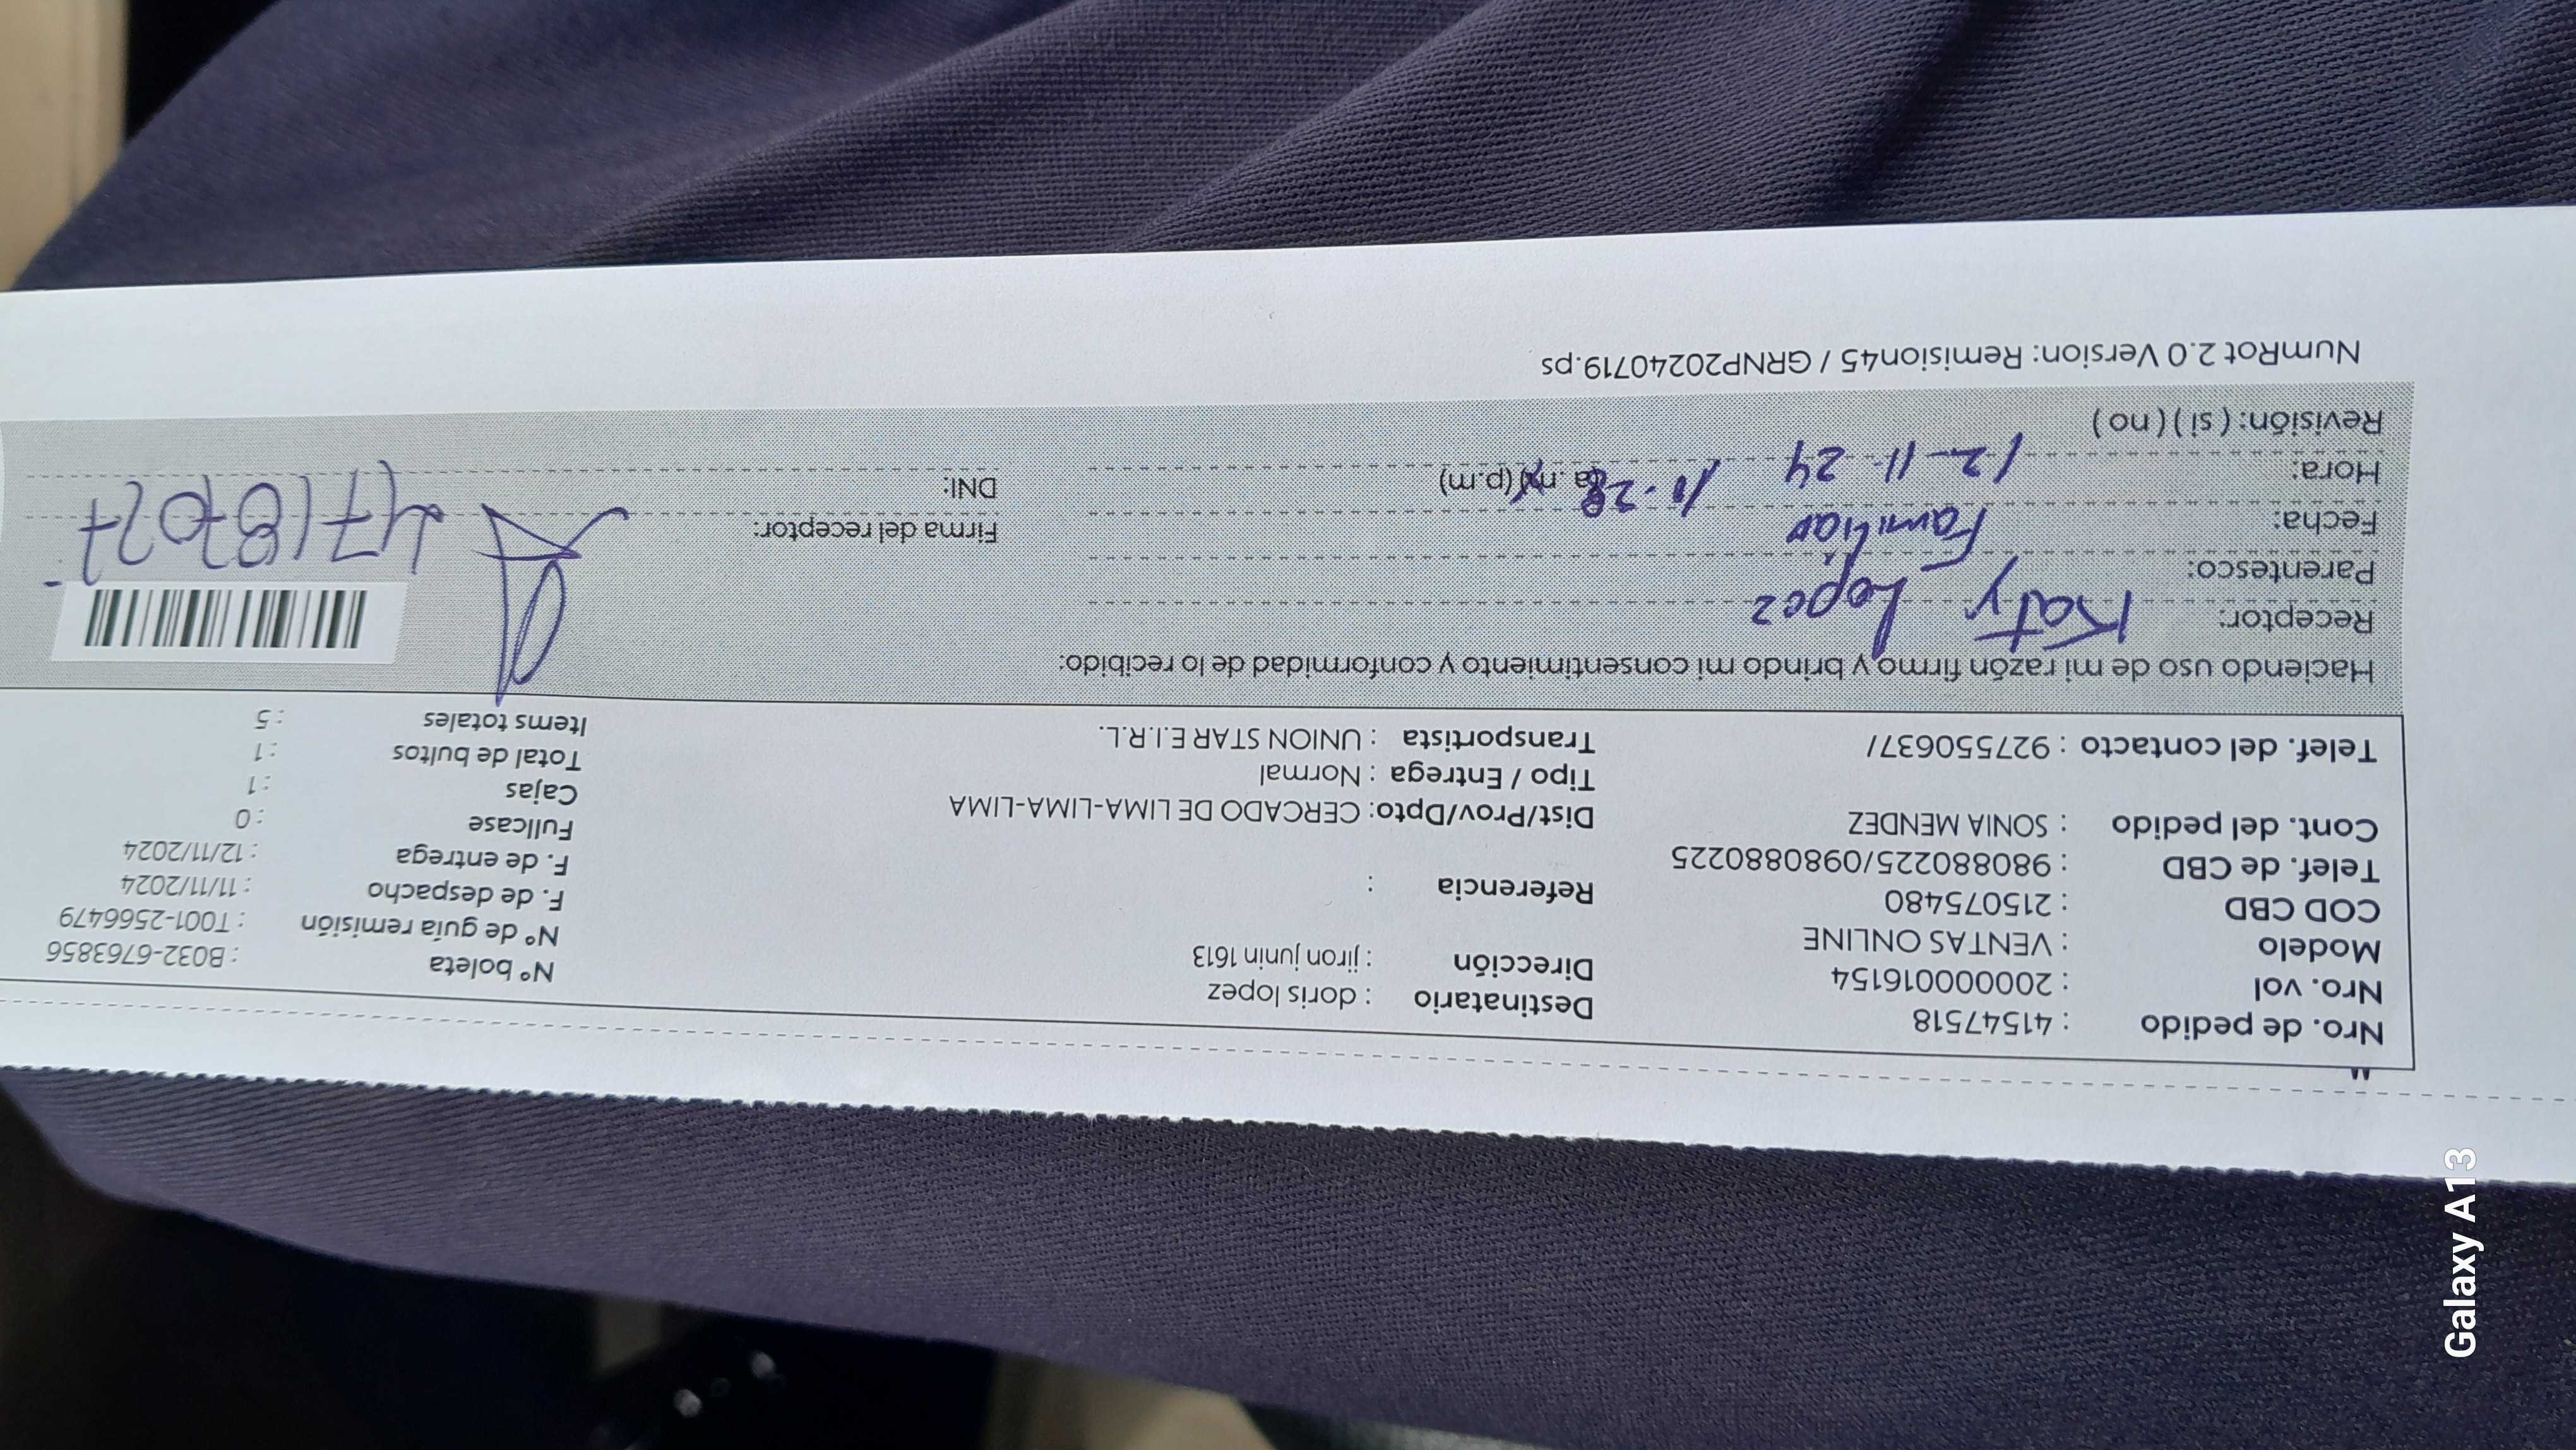 Nro. de pedido : 41547518
Nro. vol : 2000000016154
Modelo : VENTAS ONLINE
COD CBD : 215075480
Telef. de CBD : 980880225/0980880225
Cont. del pedido : SONIA MENDEZ
Telef. del contacto : 927550637/
Destinatario : doris lopez
Dirección : jiron junin 1613
Referencia :
Dist/Prov/Dpto: CERCADO DE LIMA-LIMA-LIMA
Tipo / Entrega : Normal
Transportista : UNION STAR E.I.R.L.
N° boleta : B032-6763856
N° de guía remisión : T001-2566479
F. de despacho : 11/11/2024
F. de entrega : 12/11/2024
Fullcase : 0
Cajas : 1
Total de bultos : 1
Items totales : 5
Haciendo uso de mi razón firmo y brindo mi consentimiento y conformidad de lo recibido:
Receptor: Katy Lopez
Parentesco: Familiar
Fecha: 12-11-24
Hora: (a.m) (p.m)
Revisión: ( si ) ( no )
Firma del receptor:
DNI: 47187027
NumRot 2.0 Version: Remision45 / GRNP20240719.ps
Galaxy A13